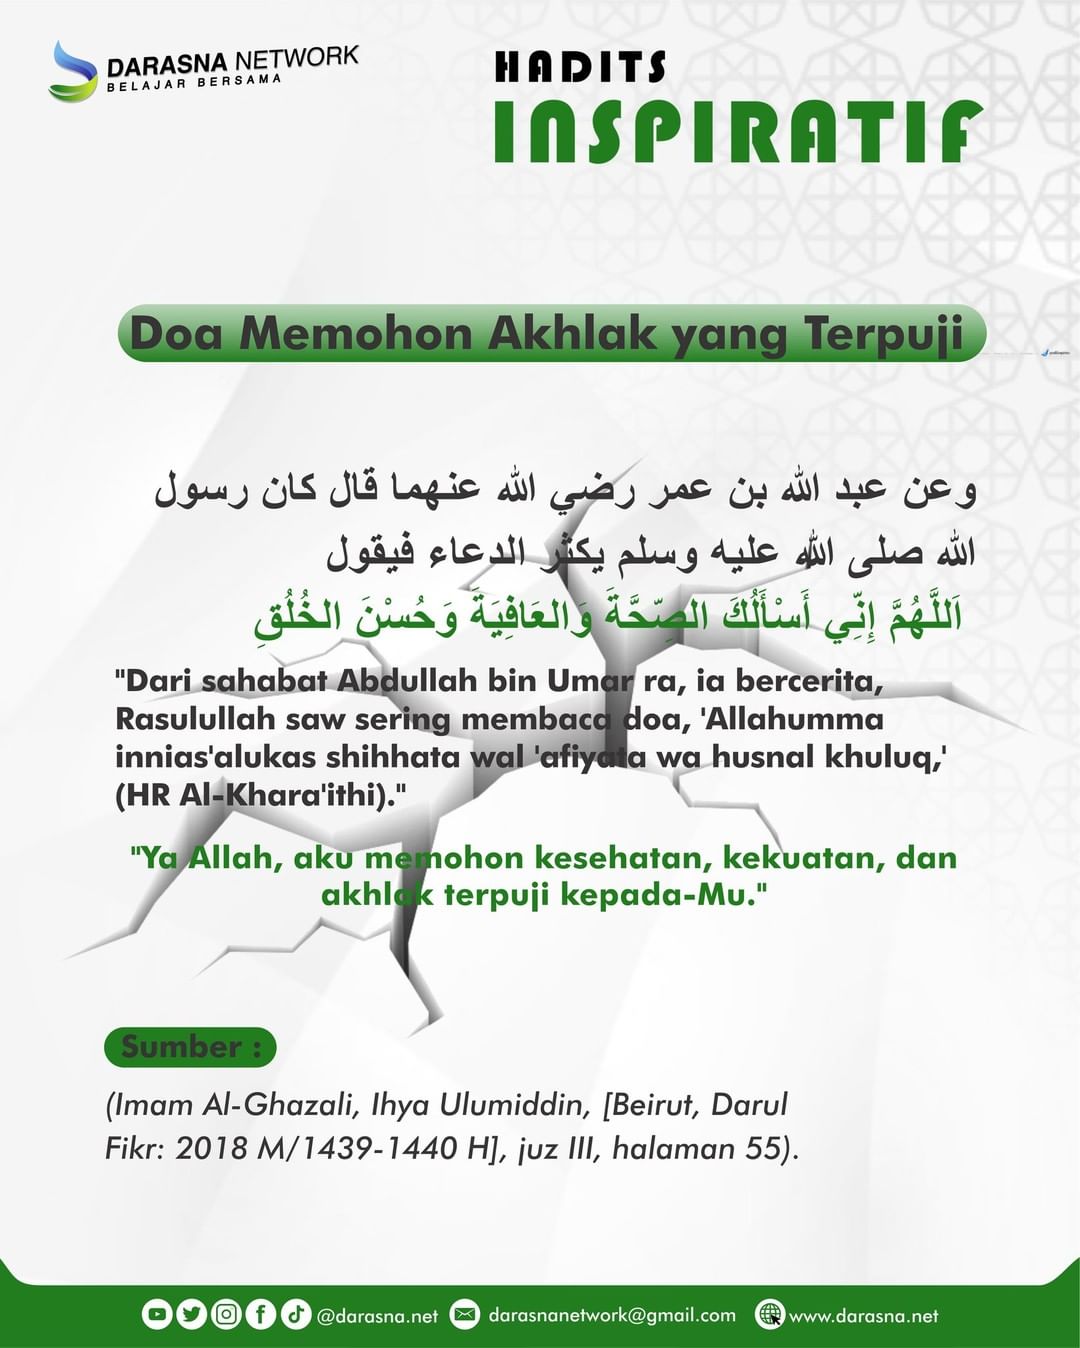 DARASNA NETWORK
BELAJAR BERSAMA
HADITS
INSPIRATIF
Doa Memohon Akhlak yang Terpuji
وعن عبد الله بن عمر رضي الله عنهما قال كان رسول
الله صلى الله عليه وسلم يكثر الدعاء فيقول
اَللَّهُمَّ إِنِّي أَسْأَلُكَ الصِّحَّةَ وَالعَافِيَةَ وَحُسْنَ الخُلُقِ
"Dari sahabat Abdullah bin Umar ra, ia bercerita,
Rasulullah saw sering membaca doa, 'Allahumma
innias'alukas shihhata wal 'afiyata wa husnal khuluq,'
(HR Al-Khara'ithi)."
"Ya Allah, aku memohon kesehatan, kekuatan, dan
akhlak terpuji kepada-Mu."
Sumber :
(Imam Al-Ghazali, Ihya Ulumiddin, [Beirut, Darul
Fikr: 2018 M/1439-1440 H], juz III, halaman 55).
@darasna.net darasnanetwork@gmail.com www.darasna.net